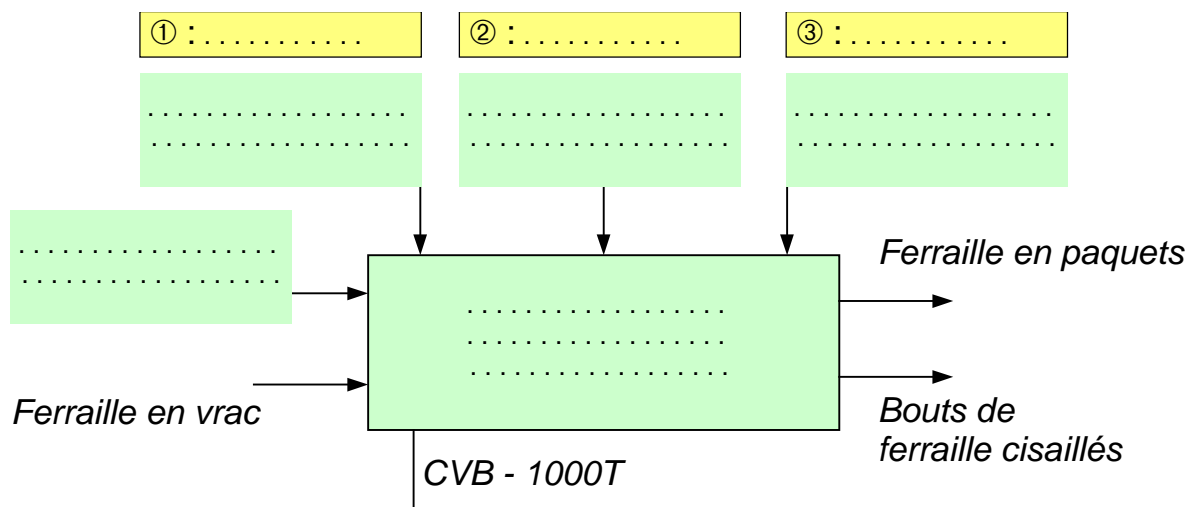 ① : . . . . . . . . . . .
② : . . . . . . . . . . .
③ : . . . . . . . . . . .
. . . . . . . . . . . . . . . . . .
. . . . . . . . . . . . . . . . . .
. . . . . . . . . . . . . . . . . .
. . . . . . . . . . . . . . . . . .
. . . . . . . . . . . . . . . . . .
. . . . . . . . . . . . . . . . . .
. . . . . . . . . . . . . . . . . .
. . . . . . . . . . . . . . . . . .
Ferraille en paquets
. . . . . . . . . . . . . . . . . .
. . . . . . . . . . . . . . . . . .
. . . . . . . . . . . . . . . . . .
Ferraille en vrac
Bouts de
ferraille cisaillés
CVB - 1000T